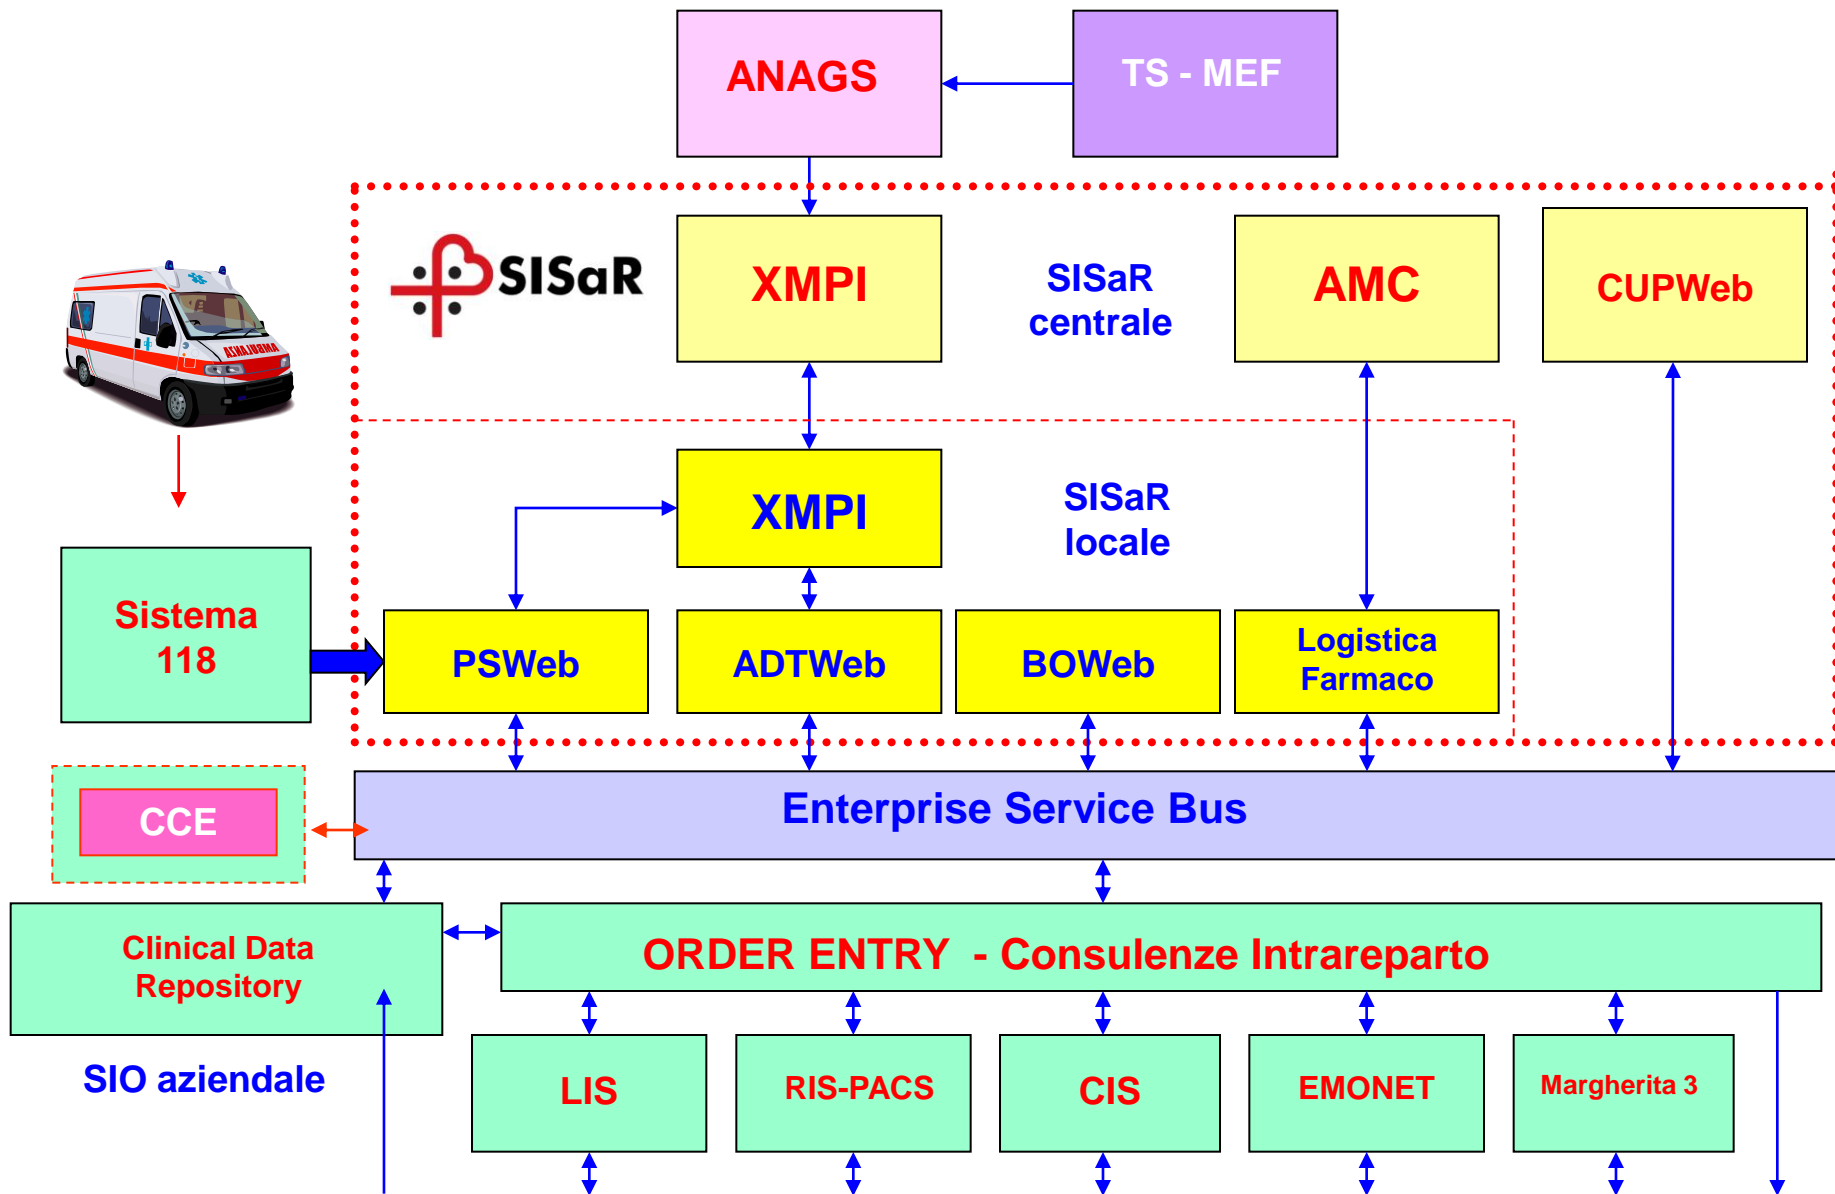 ANAGS
TS - MEF
SISaR
XMPI
SISaR
centrale
AMC
CUPWeb
AMBULANZA
XMPI
SISaR
locale
Sistema
118
PSWeb
ADTWeb
BOWeb
Logistica
Farmaco
CCE
Enterprise Service Bus
Clinical Data
Repository
ORDER ENTRY - Consulenze Intrareparto
SIO aziendale
LIS
RIS-PACS
CIS
EMONET
Margherita 3